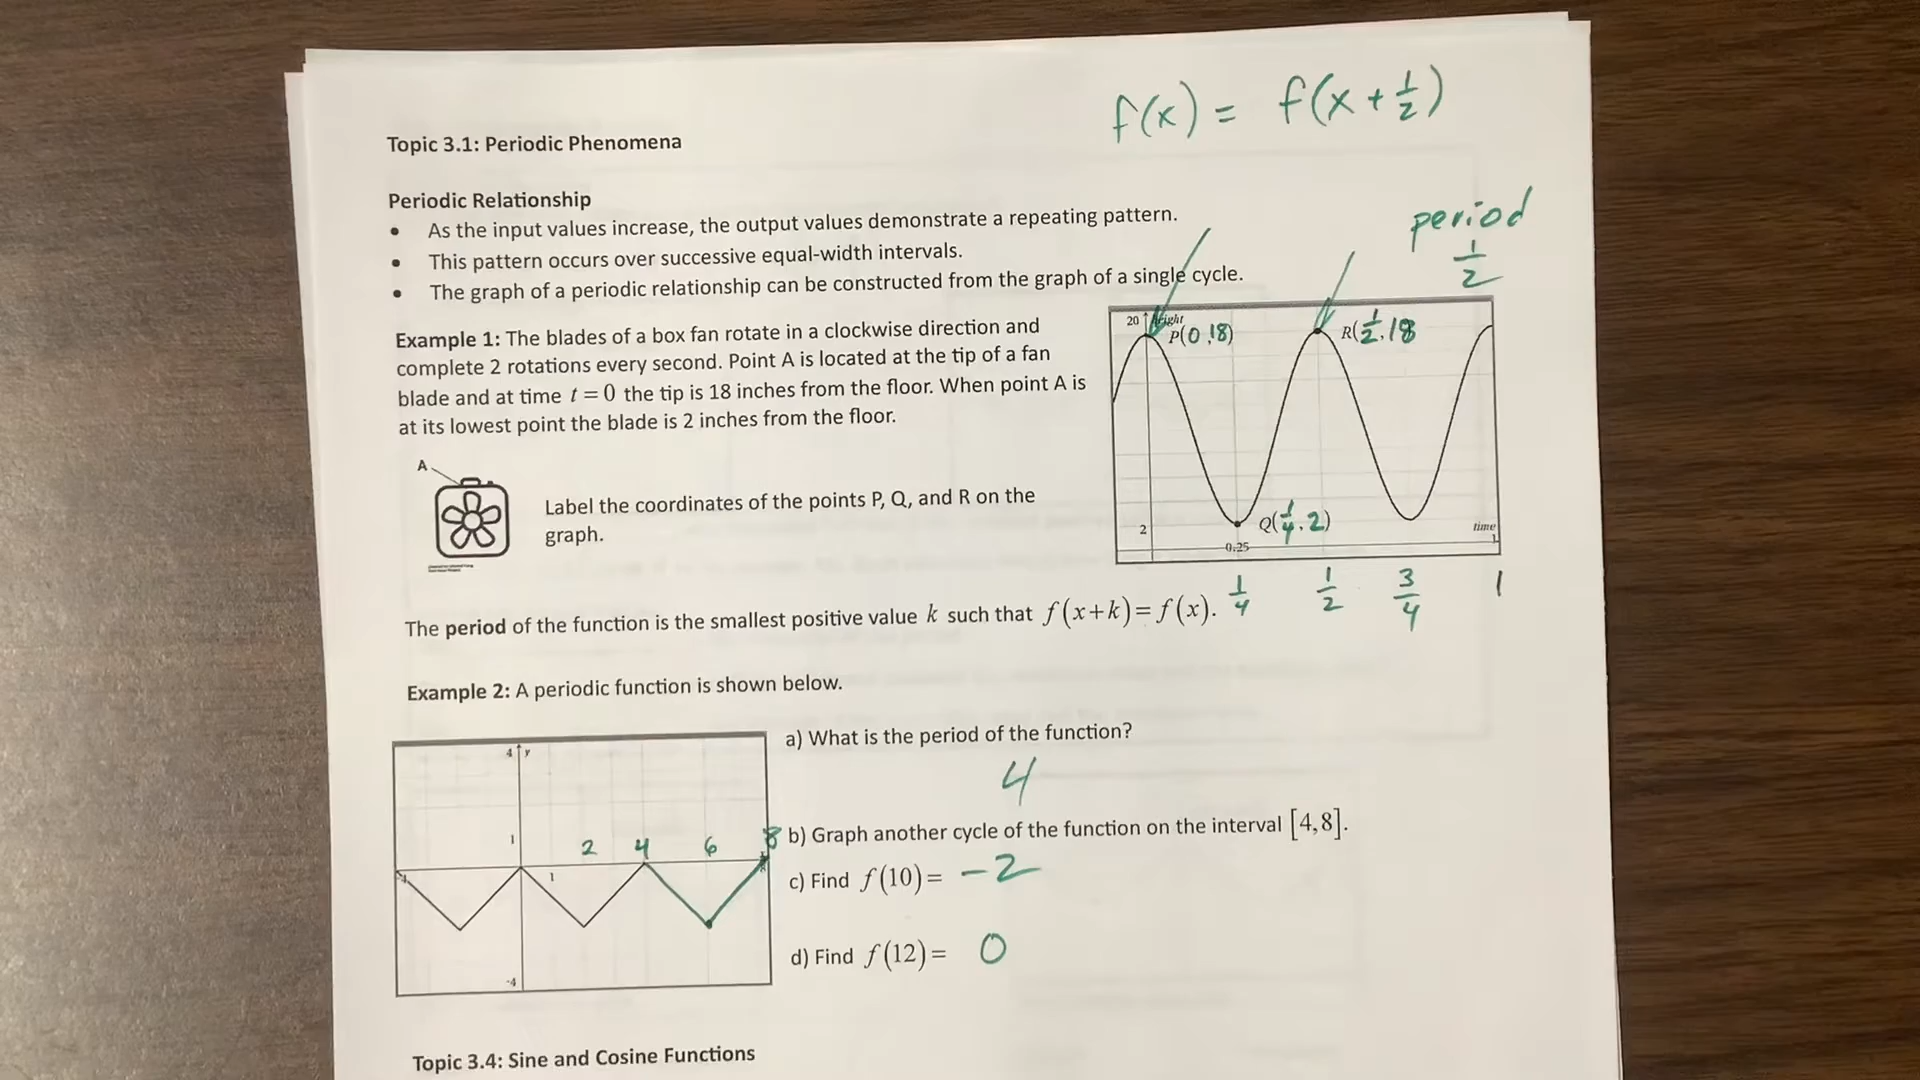 f(x) = f(x + 1/2)
Topic 3.1: Periodic Phenomena
Periodic Relationship
• As the input values increase, the output values demonstrate a repeating pattern.
• This pattern occurs over successive equal-width intervals.
• The graph of a periodic relationship can be constructed from the graph of a single cycle.
period
1/2
Example 1: The blades of a box fan rotate in a clockwise direction and
complete 2 rotations every second. Point A is located at the tip of a fan
blade and at time t = 0 the tip is 18 inches from the floor. When point A is
at its lowest point the blade is 2 inches from the floor.
20
P(0,18)
R(1/2,18
2
Q(1/4,2)
time
0.25
1
1/4 1/2 3/4 1
A
Label the coordinates of the points P, Q, and R on the
graph.
The period of the function is the smallest positive value k such that f(x+k)=f(x).
Example 2: A periodic function is shown below.
4 y
1
2 4 6 8
1
-4
a) What is the period of the function?
4
b) Graph another cycle of the function on the interval [4,8].
c) Find f(10)= -2
d) Find f(12)= 0
Topic 3.4: Sine and Cosine Functions